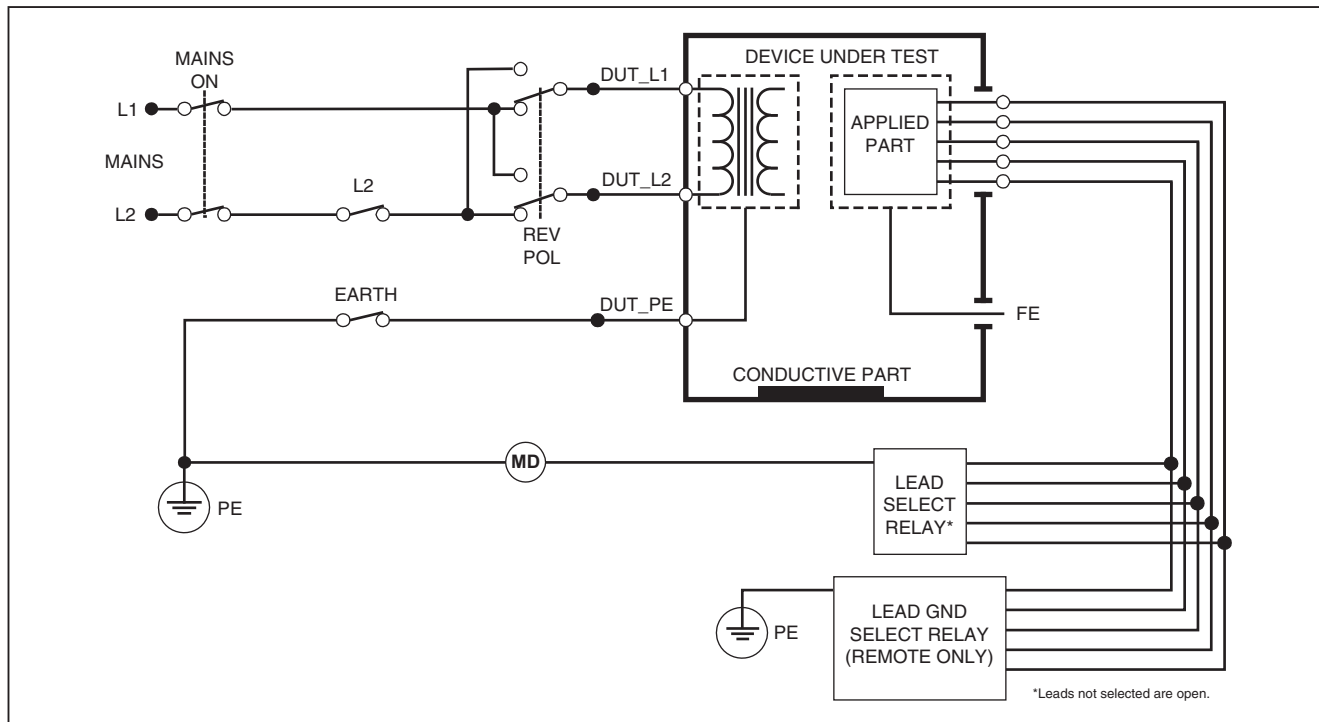 MAINS
ON
L1
MAINS
L2
L2
REV
POL
DUT_L1
DUT_L2
EARTH
DUT_PE
DEVICE UNDER TEST
APPLIED
PART
FE
CONDUCTIVE PART
MD
PE
LEAD
SELECT
RELAY*
PE
LEAD GND
SELECT RELAY
(REMOTE ONLY)
*Leads not selected are open.